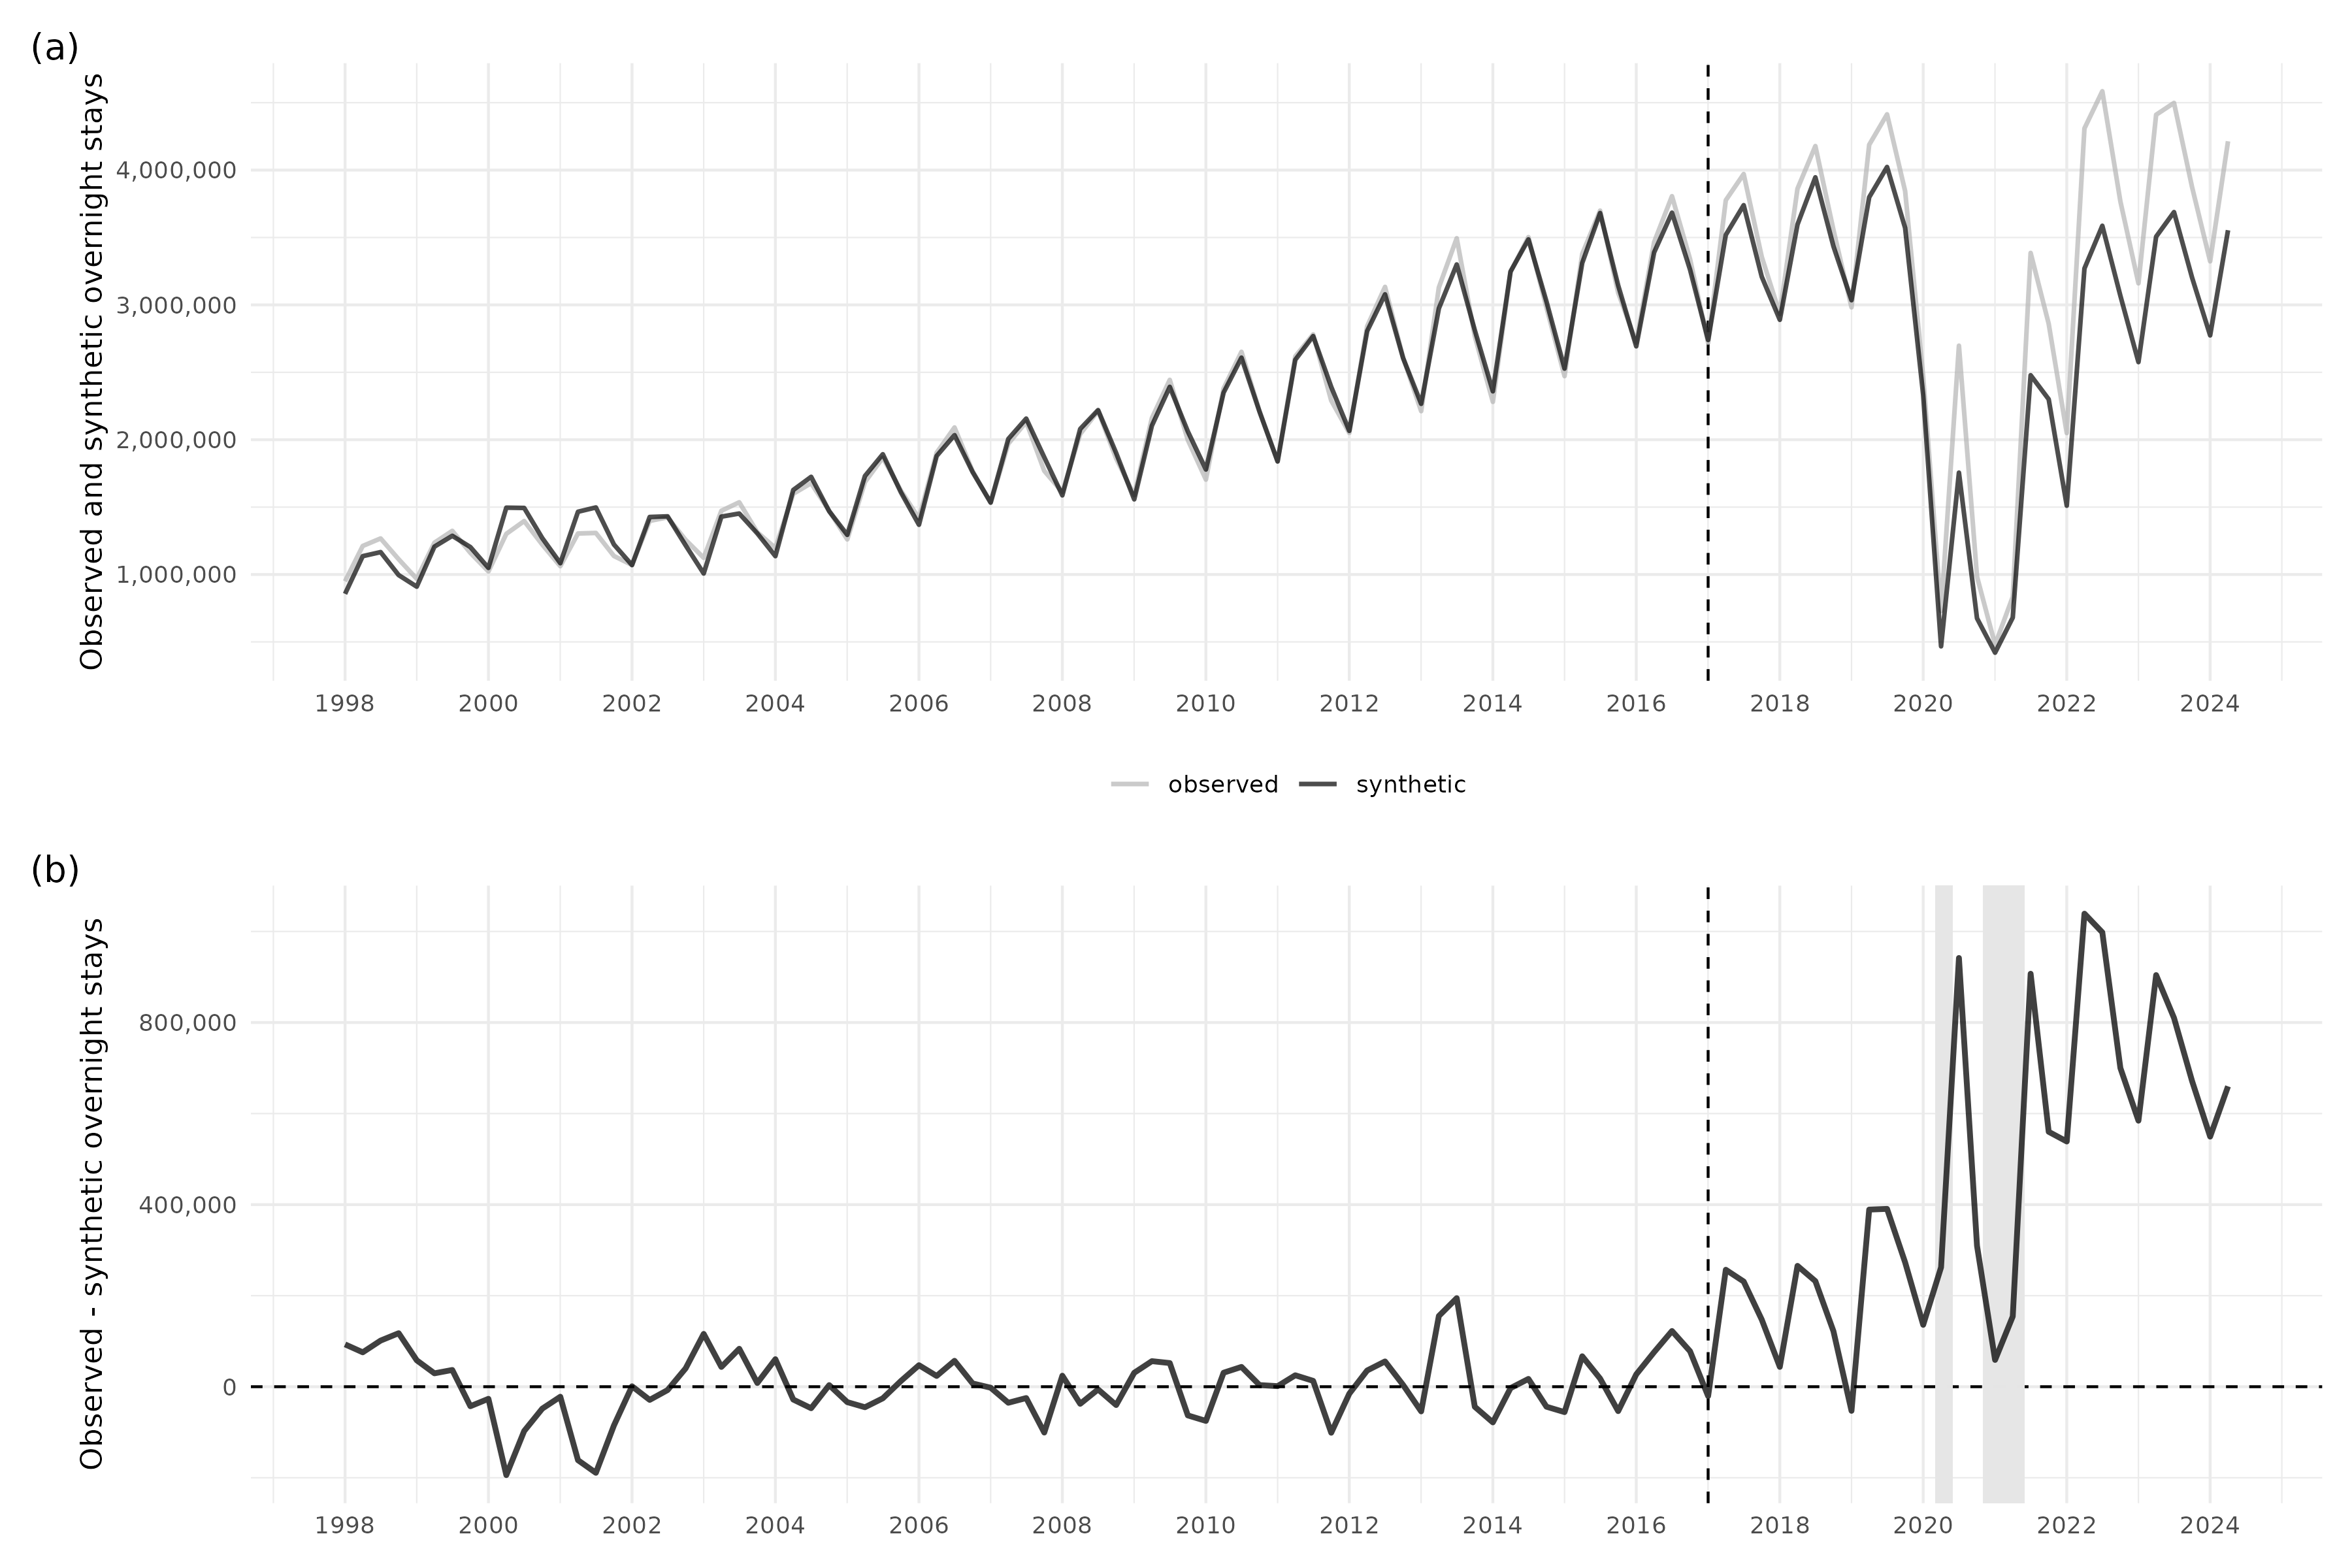 (a)
Observed and synthetic overnight stays
4,000,000
3,000,000
2,000,000
1,000,000
1998 2000 2002 2004 2006 2008 2010 2012 2014 2016 2018 2020 2022 2024
observed synthetic
(b)
Observed - synthetic overnight stays
800,000
400,000
0
1998 2000 2002 2004 2006 2008 2010 2012 2014 2016 2018 2020 2022 2024